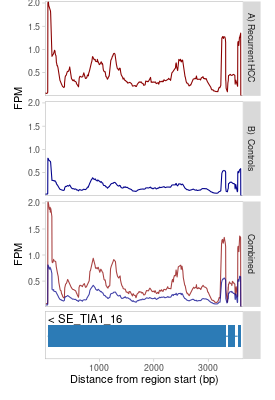 2.0
1.5
1.0
0.5
FPM
A) Recurrent HCC
2.0
1.5
1.0
0.5
B) Controls
2.0
1.5
1.0
0.5
FPM
Combined
< SE_TIA1_16
1000 2000 3000
Distance from region start (bp)